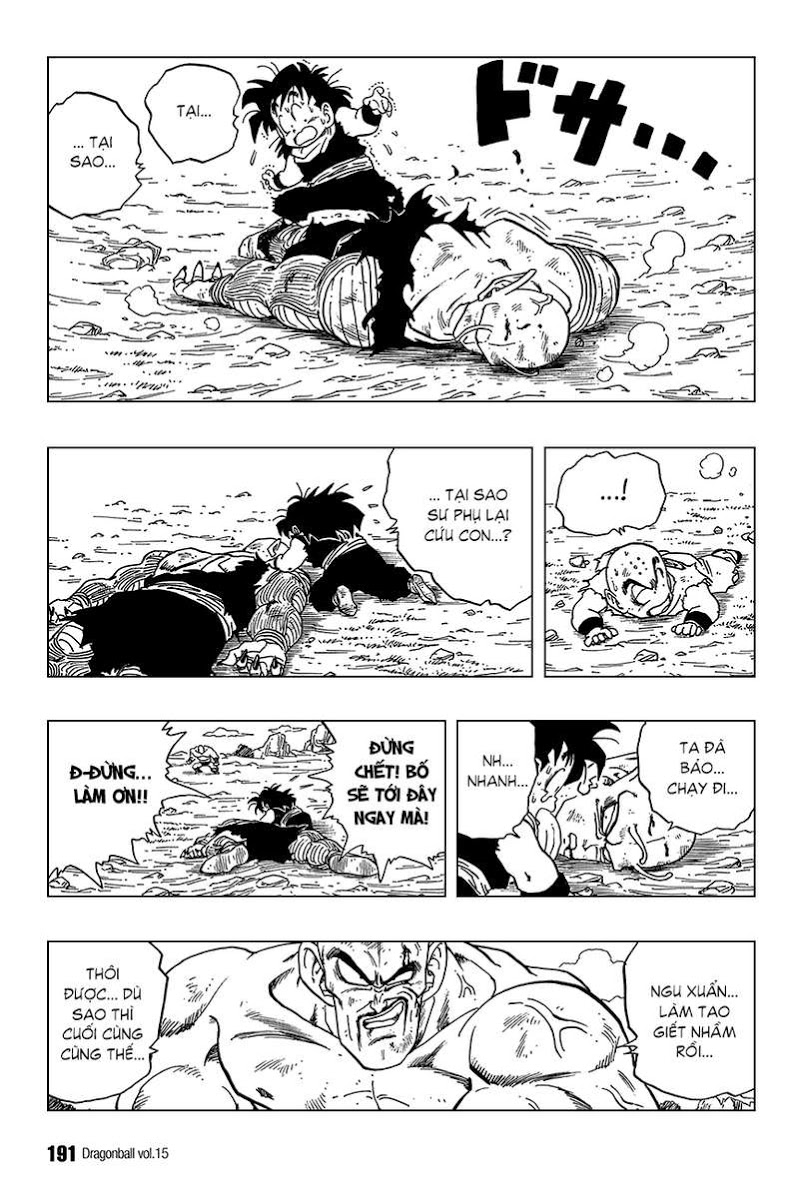 ドサ...
TẠI...
... TẠI
SAO...
...!
... TẠI SAO
SƯ PHỤ LẠI
CỨU CON...?
TA ĐÃ
BẢO...
CHẠY ĐI...
NH...
NHANH...
ĐỪNG
CHẾT! BỐ
SẼ TỚI ĐÂY
NGAY MÀ!
Đ-ĐỪNG...
LÀM ƠN!!
NGU XUẨN...
LÀM TAO
GIẾT NHẦM
RỒI...
THÔI
ĐƯỢC... DÙ
SAO THÌ
CUỐI CÙNG
CŨNG THẾ...
191 Dragonball vol.15